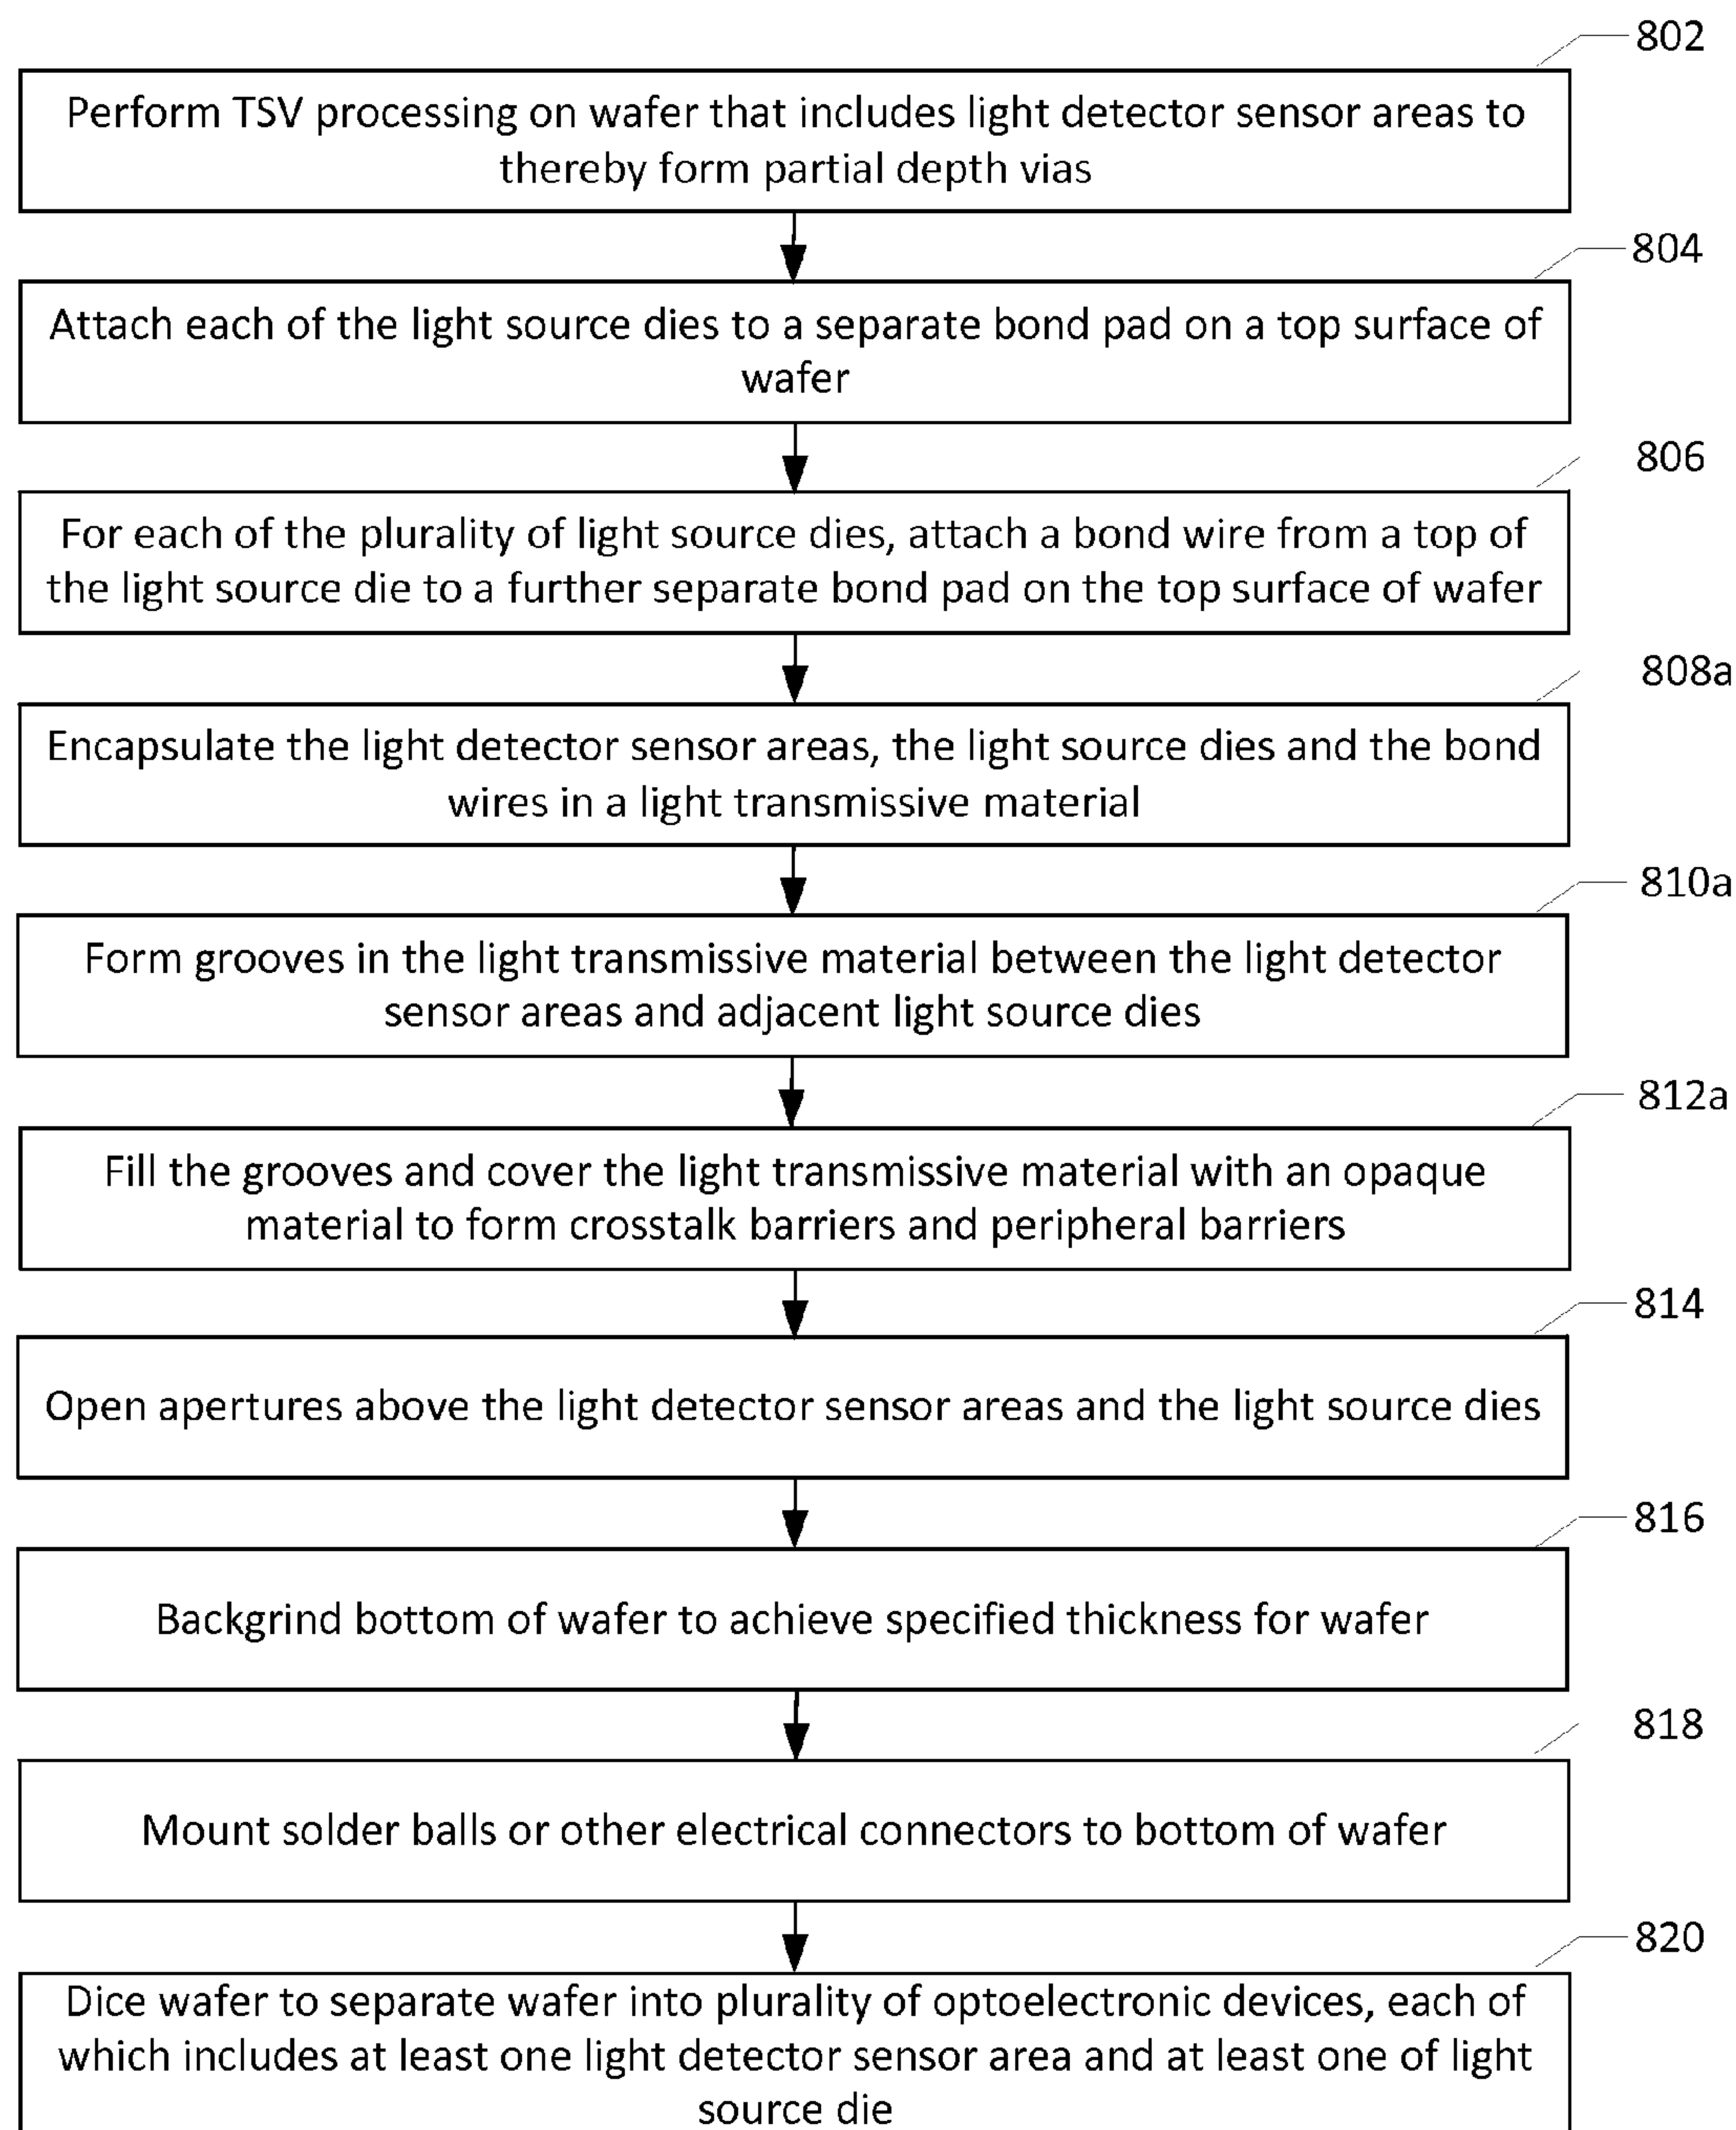 802
Perform TSV processing on wafer that includes light detector sensor areas to
thereby form partial depth vias
804
Attach each of the light source dies to a separate bond pad on a top surface of
wafer
806
For each of the plurality of light source dies, attach a bond wire from a top of
the light source die to a further separate bond pad on the top surface of wafer
808a
Encapsulate the light detector sensor areas, the light source dies and the bond
wires in a light transmissive material
810a
Form grooves in the light transmissive material between the light detector
sensor areas and adjacent light source dies
812a
Fill the grooves and cover the light transmissive material with an opaque
material to form crosstalk barriers and peripheral barriers
814
Open apertures above the light detector sensor areas and the light source dies
816
Backgrind bottom of wafer to achieve specified thickness for wafer
818
Mount solder balls or other electrical connectors to bottom of wafer
820
Dice wafer to separate wafer into plurality of optoelectronic devices, each of
which includes at least one light detector sensor area and at least one of light
source die